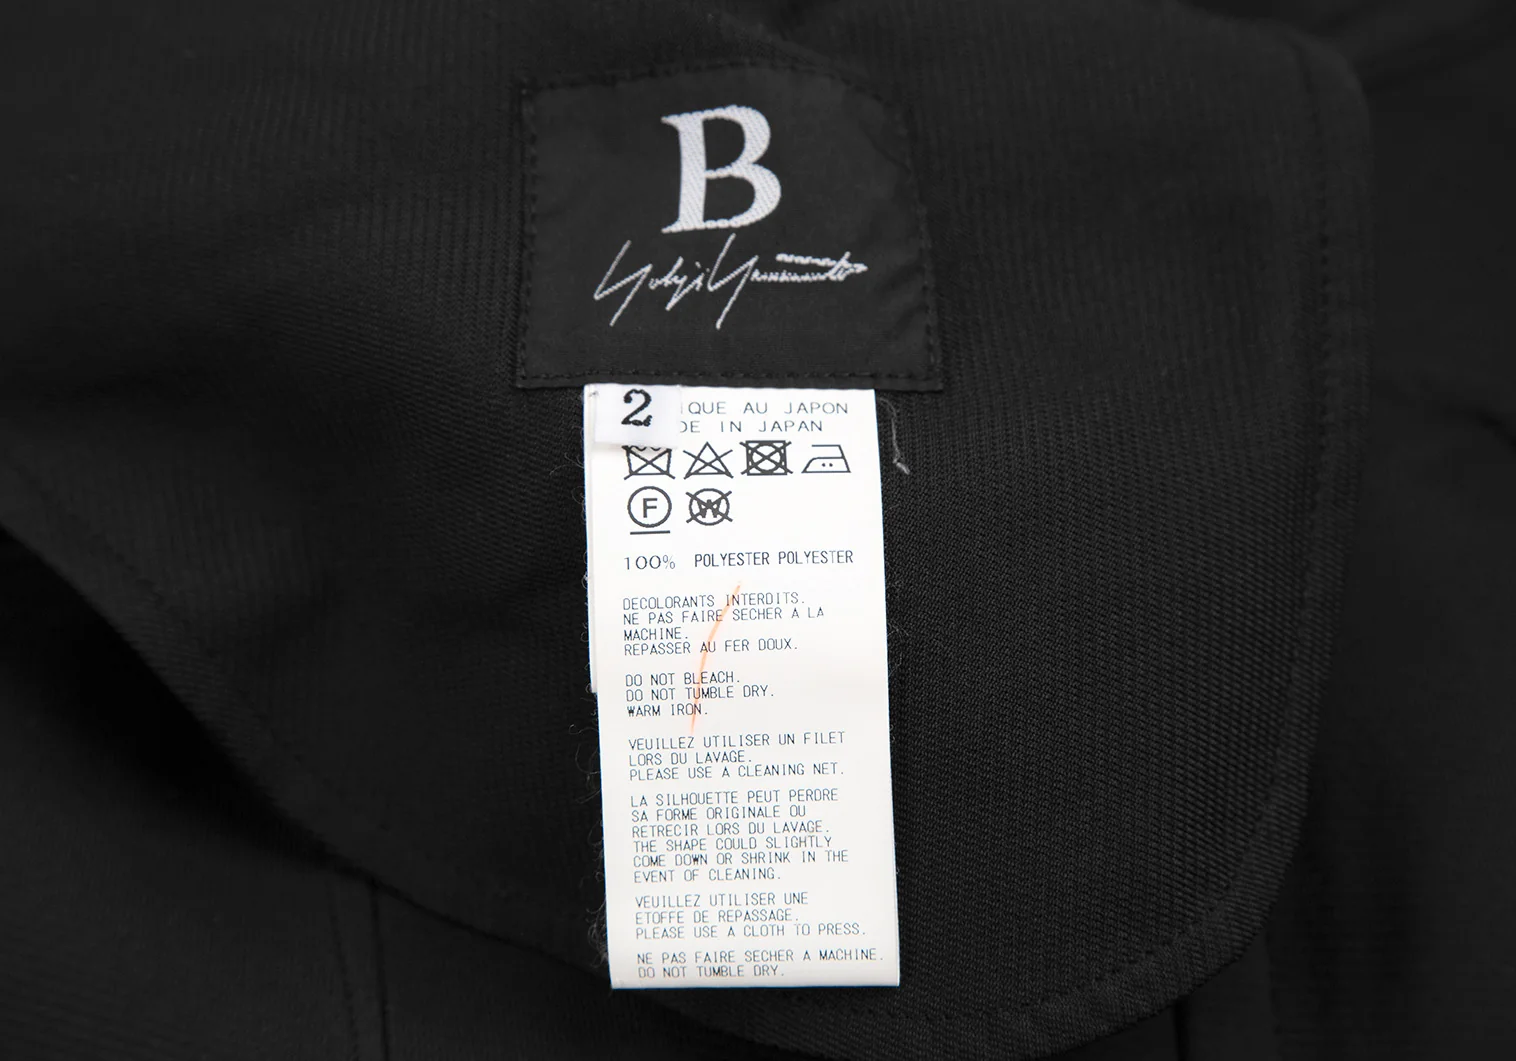 B
Yohji Yamamoto
2
IQUE AU JAPON
DE IN JAPAN
F
W
100% POLYESTER POLYESTER
DECOLORANTS INTERDITS.
NE PAS FAIRE SECHER A LA
MACHINE.
REPASSER AU FER DOUX.
DO NOT BLEACH.
DO NOT TUMBLE DRY.
WARM IRON.
VEUILLEZ UTILISER UN FILET
LORS DU LAVAGE.
PLEASE USE A CLEANING NET.
LA SILHOUETTE PEUT PERDRE
SA FORME ORIGINALE OU
RETRECIR LORS DU LAVAGE.
THE SHAPE COULD SLIGHTLY
COME DOWN OR SHRINK IN THE
EVENT OF CLEANING.
VEUILLEZ UTILISER UNE
ETOFFE DE REPASSAGE.
PLEASE USE A CLOTH TO PRESS.
NE PAS FAIRE SECHER A MACHINE.
DO NOT TUMBLE DRY.